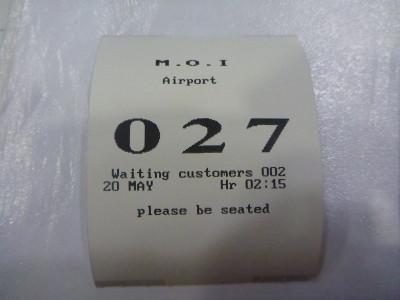 M.O.I
Airport
027
Waiting customers 002
20 MAY Hr 02:15
please be seated